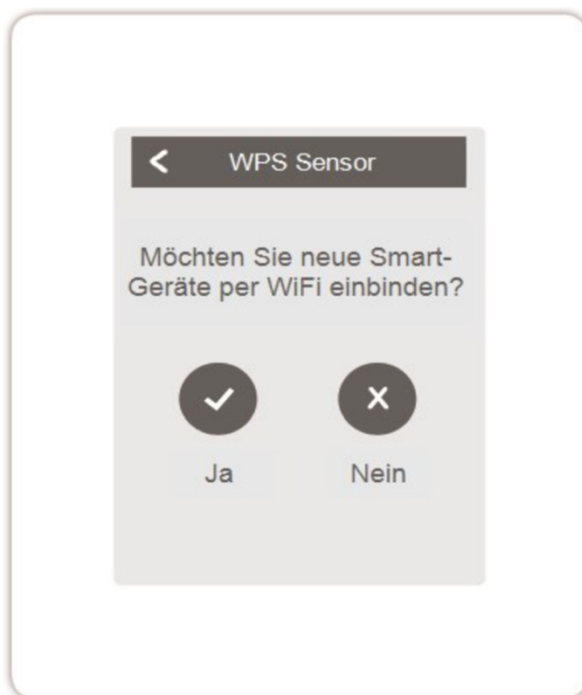 WPS Sensor
Möchten Sie neue Smart-
Geräte per WiFi einbinden?
Ja
Nein